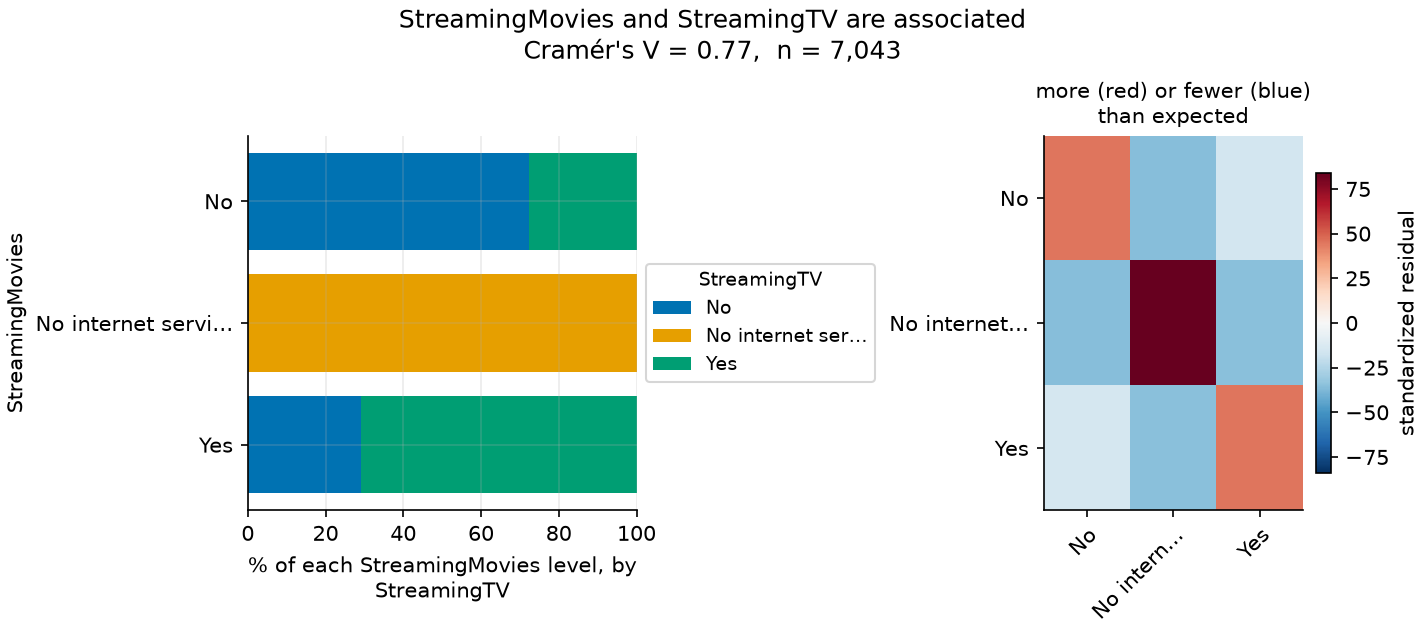 StreamingMovies and StreamingTV are associated
Cramér's V = 0.77,  n = 7,043
StreamingMovies
No
No internet servi...
Yes
0 20 40 60 80 100
% of each StreamingMovies level, by
StreamingTV
StreamingTV
No
No internet ser...
Yes
more (red) or fewer (blue)
than expected
No
No internet...
Yes
No
No intern...
Yes
75
50
25
0
−25
−50
−75
standardized residual